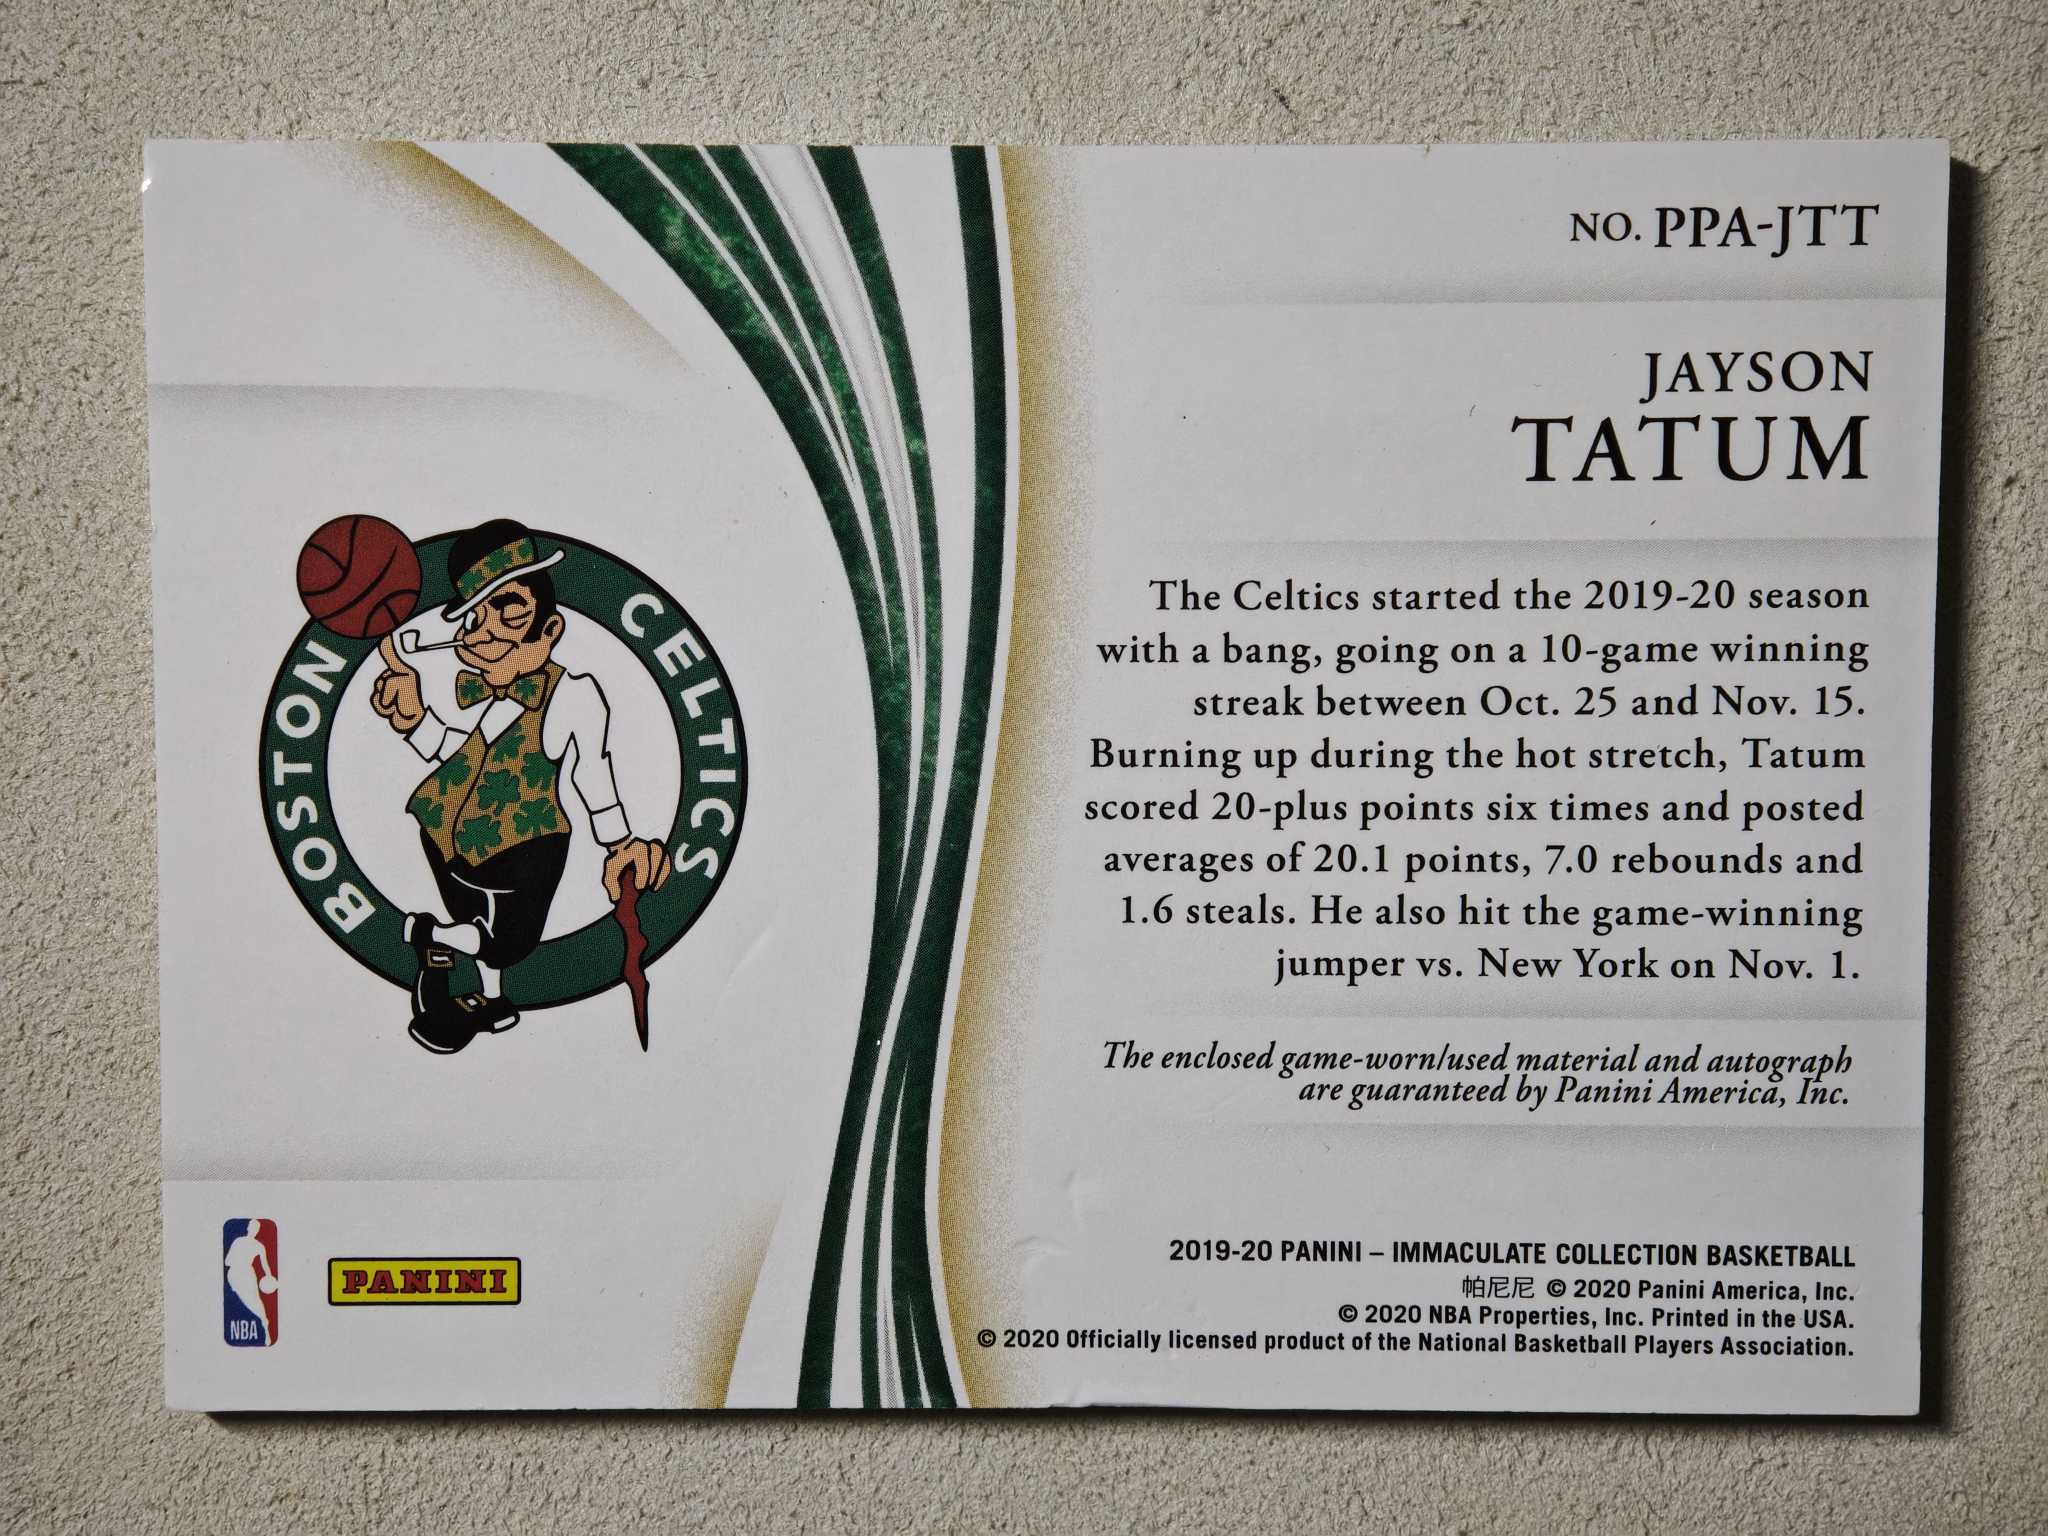 NO. PPA-JTT
JAYSON
TATUM
BOSTON CELTICS
The Celtics started the 2019-20 season
with a bang, going on a 10-game winning
streak between Oct. 25 and Nov. 15.
Burning up during the hot stretch, Tatum
scored 20-plus points six times and posted
averages of 20.1 points, 7.0 rebounds and
1.6 steals. He also hit the game-winning
jumper vs. New York on Nov. 1.
The enclosed game-worn/used material and autograph
are guaranteed by Panini America, Inc.
NBA
PANINI
2019-20 PANINI – IMMACULATE COLLECTION BASKETBALL
帕尼尼 © 2020 Panini America, Inc.
© 2020 NBA Properties, Inc. Printed in the USA.
© 2020 Officially licensed product of the National Basketball Players Association.